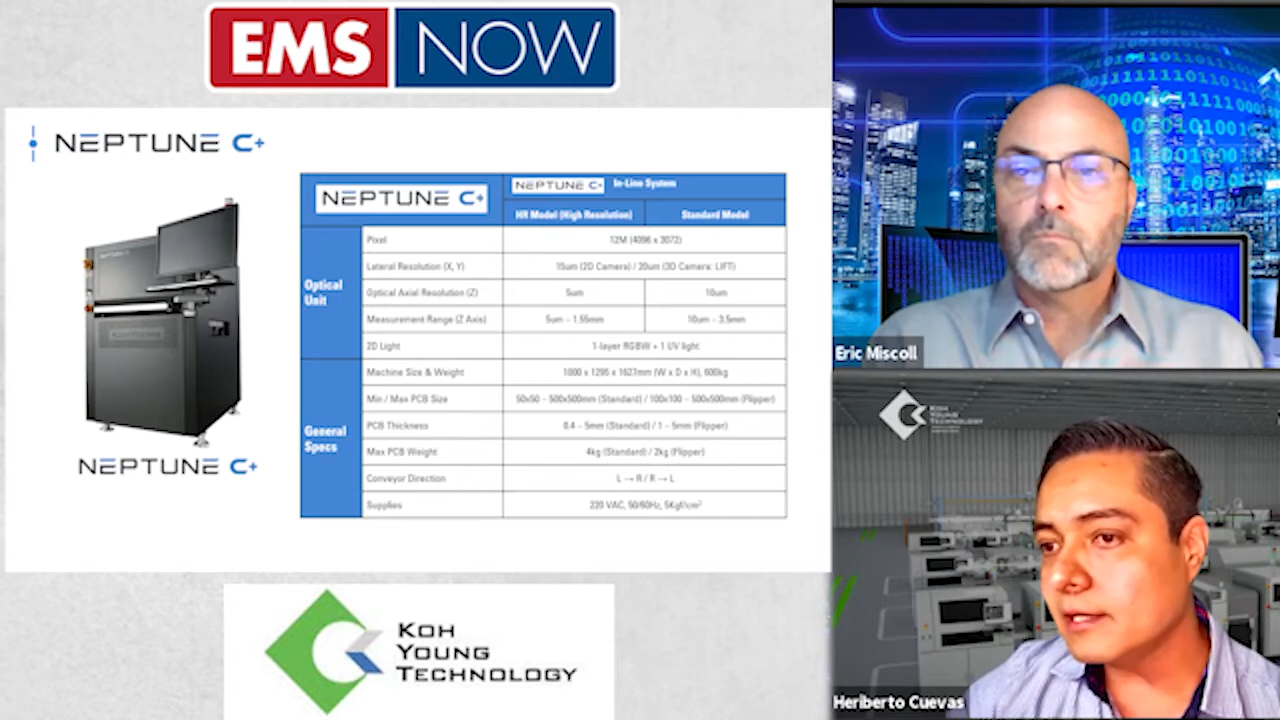 EMS NOW
NEPTUNE C+
NEPTUNE C+
NEPTUNE C+ In-Line System
HR Model (High Resolution) Standard Model
Optical Unit
Pixel 12M (4096 x 3072)
Lateral Resolution (X, Y) 15um (2D Camera) / 20um (3D Camera: LIFT)
Optical Axial Resolution (Z) 5um 10um
Measurement Range (Z Axis) 5um ~ 1.55mm 10um ~ 3.5mm
2D Light 1-layer RGBW + 1 UV light
General Specs
Machine Size & Weight 1000 x 1295 x 1627mm (W x D x H), 600kg
Min / Max PCB Size 50x50 ~ 500x500mm (Standard) / 100x100 ~ 500x500mm (Flipper)
PCB Thickness 0.4 ~ 5mm (Standard) / 1 ~ 5mm (Flipper)
Max PCB Weight 4kg (Standard) / 2kg (Flipper)
Conveyor Direction L → R / R → L
Supplies 220 VAC, 50/60Hz, 5Kgf/cm²
NEPTUNE C+
KOH
YOUNG
TECHNOLOGY
Eric Miscoll
KOH
YOUNG
TECHNOLOGY
Heriberto Cuevas